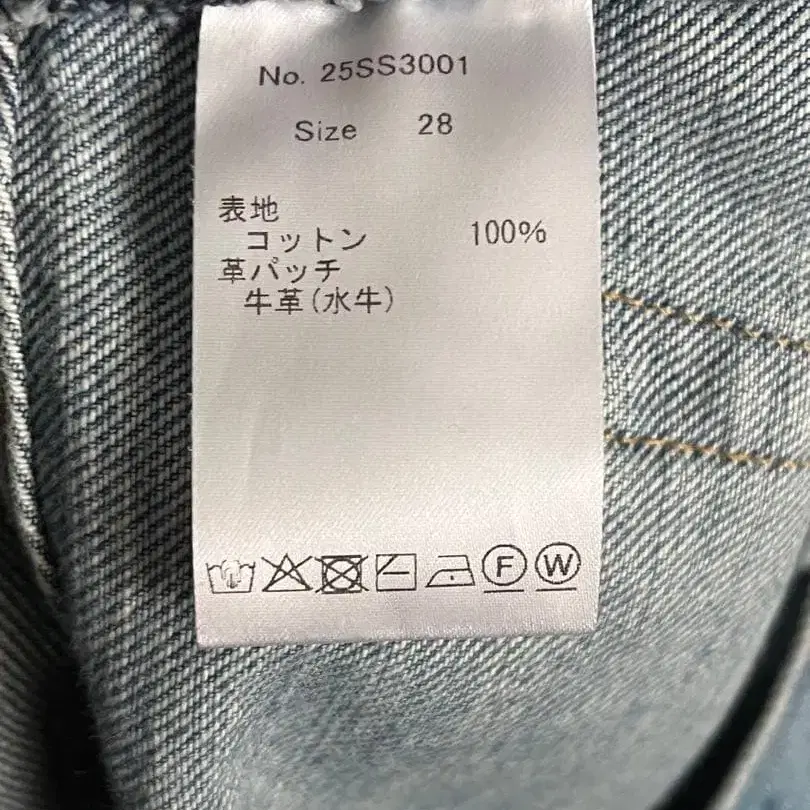 No. 25SS3001
Size 28
表地
コットン 100%
革パッチ
牛革(水牛)
F W